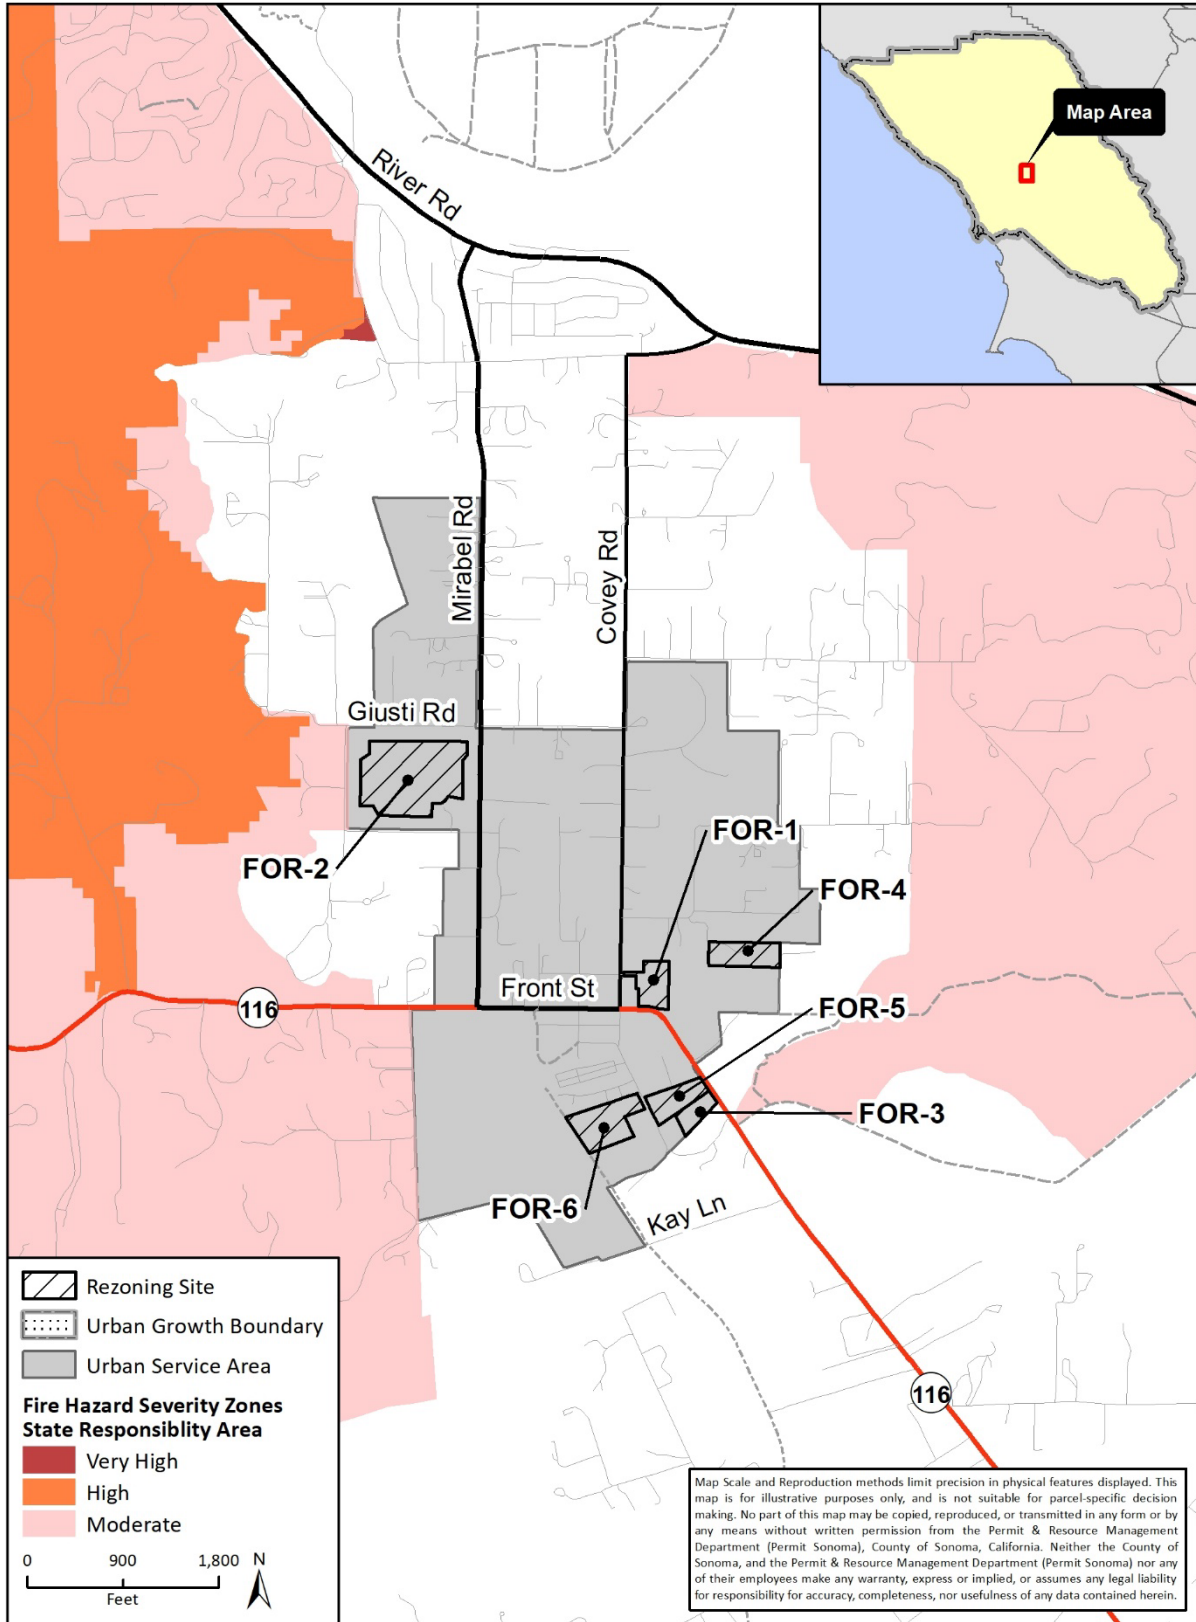 Map Area
River Rd
Mirabel Rd
Covey Rd
Giusti Rd
FOR-1
FOR-2
FOR-4
Front St
116
FOR-5
FOR-3
FOR-6
Kay Ln
116
Rezoning Site
Urban Growth Boundary
Urban Service Area
Fire Hazard Severity Zones
State Responsiblity Area
Very High
High
Moderate
0 900 1,800 N
Feet
Map Scale and Reproduction methods limit precision in physical features displayed. This
map is for illustrative purposes only, and is not suitable for parcel-specific decision
making. No part of this map may be copied, reproduced, or transmitted in any form or by
any means without written permission from the Permit & Resource Management
Department (Permit Sonoma), County of Sonoma, California. Neither the County of
Sonoma, and the Permit & Resource Management Department (Permit Sonoma) nor any
of their employees make any warranty, express or implied, or assumes any legal liability
for responsibility for accuracy, completeness, nor usefulness of any data contained herein.